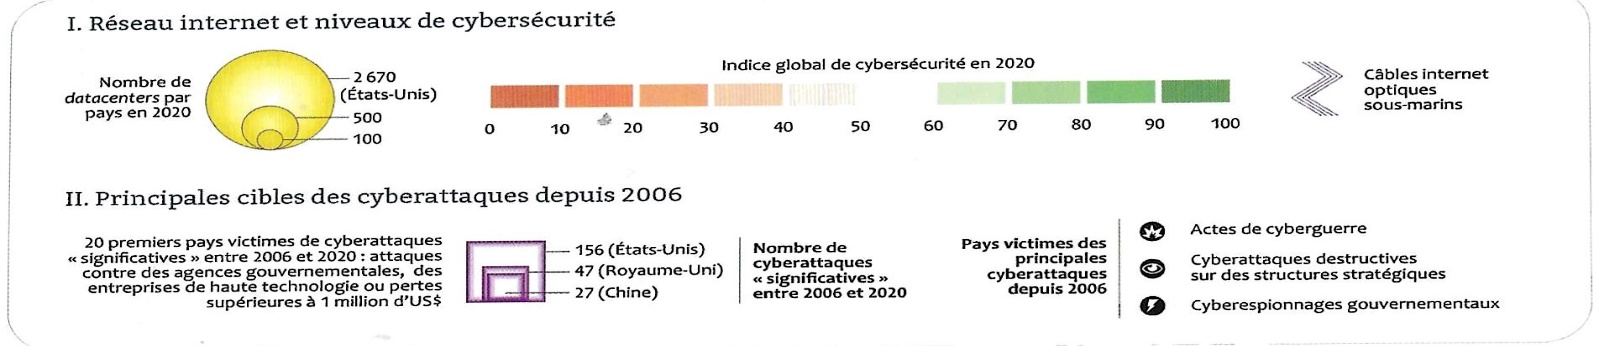 I. Réseau internet et niveaux de cybersécurité
Nombre de
datacenters par
pays en 2020
2 670
(États-Unis)
500
100
Indice global de cybersécurité en 2020
0 10 20 30 40 50 60 70 80 90 100
Câbles internet
optiques
sous-marins
II. Principales cibles des cyberattaques depuis 2006
20 premiers pays victimes de cyberattaques
« significatives » entre 2006 et 2020 : attaques
contre des agences gouvernementales, des
entreprises de haute technologie ou pertes
supérieures à 1 million d'US$
156 (États-Unis)
47 (Royaume-Uni)
27 (Chine)
Nombre de
cyberattaques
« significatives »
entre 2006 et 2020
Pays victimes des
principales
cyberattaques
depuis 2006
Actes de cyberguerre
Cyberattaques destructives
sur des structures stratégiques
Cyberespionnages gouvernementaux